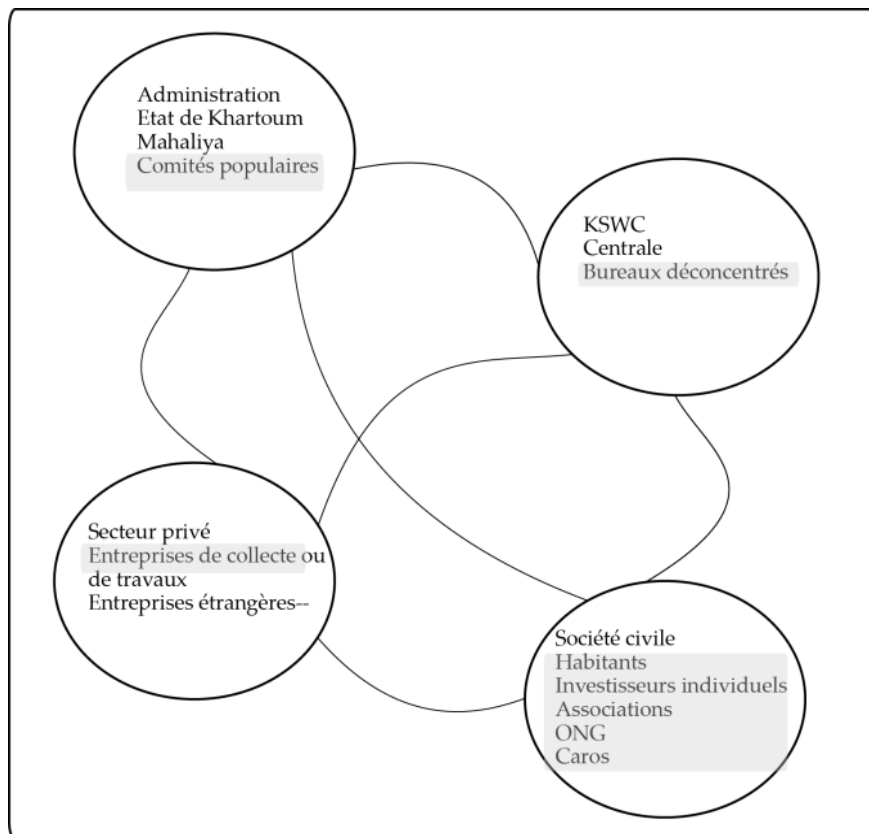 Administration
Etat de Khartoum
Mahaliya
Comités populaires
KSWC
Centrale
Bureaux déconcentrés
Secteur privé
Entreprises de collecte ou
de travaux
Entreprises étrangères--
Société civile
Habitants
Investisseurs individuels
Associations
ONG
Caros